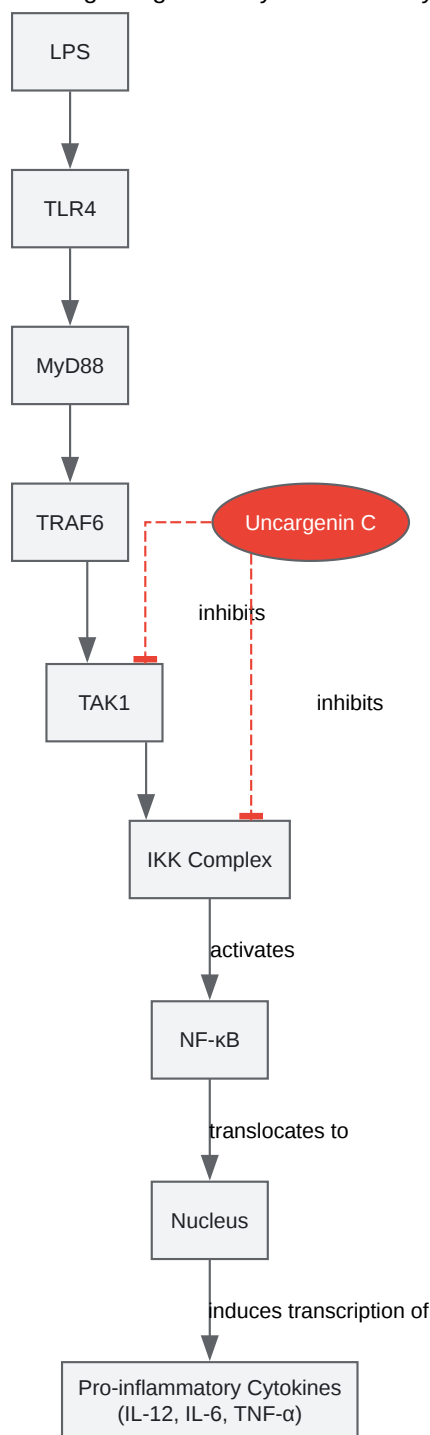 LPS
TLR4
MyD88
TRAF6
Uncargenin C
inhibits
TAK1
inhibits
IKK Complex
activates
NF-κB
translocates to
Nucleus
induces transcription of
Pro-inflammatory Cytokines
(IL-12, IL-6, TNF-α)